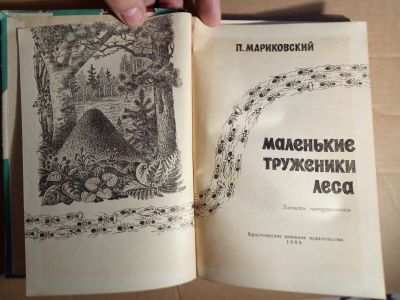 П. МАРИКОВСКИЙ
МАЛЕНЬКИЕ
ТРУЖЕНИКИ
ЛЕСА
Записки натуралиста
Красноярское книжное издательство